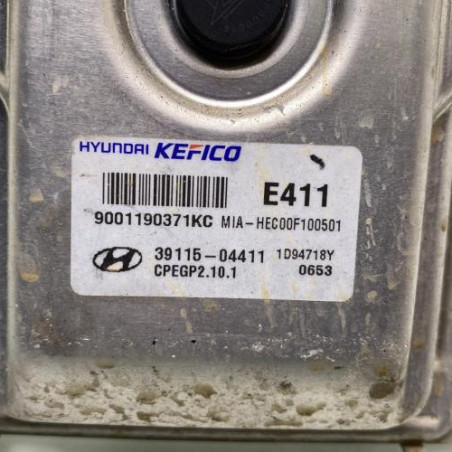 HYUNDAI KEFICO
E411
9001190371KC MIA-HEC00F100501
39115-04411 1D94718Y
CPEGP2.10.1 0653